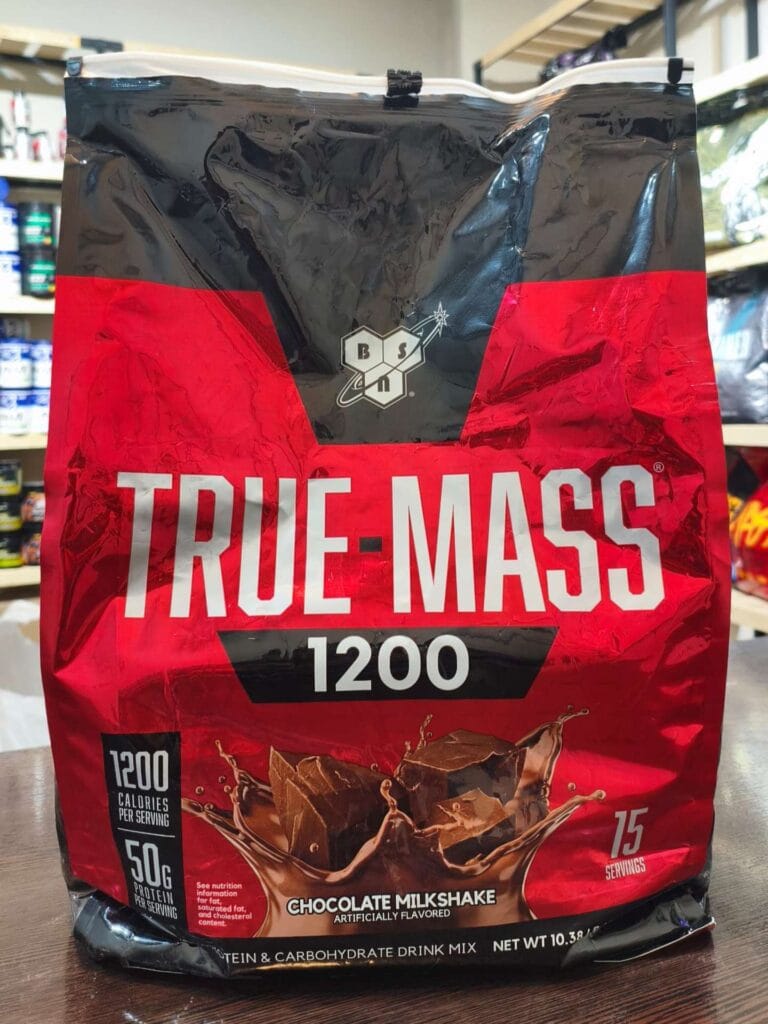 BSn
TRUE-MASS®
1200
1200
CALORIES
PER SERVING
50G
PROTEIN
PER SERVING
See nutrition
information
for fat,
saturated fat,
and cholesterol
content.
CHOCOLATE MILKSHAKE
ARTIFICIALLY FLAVORED
15
SERVINGS
TEIN & CARBOHYDRATE DRINK MIX NET WT 10.38